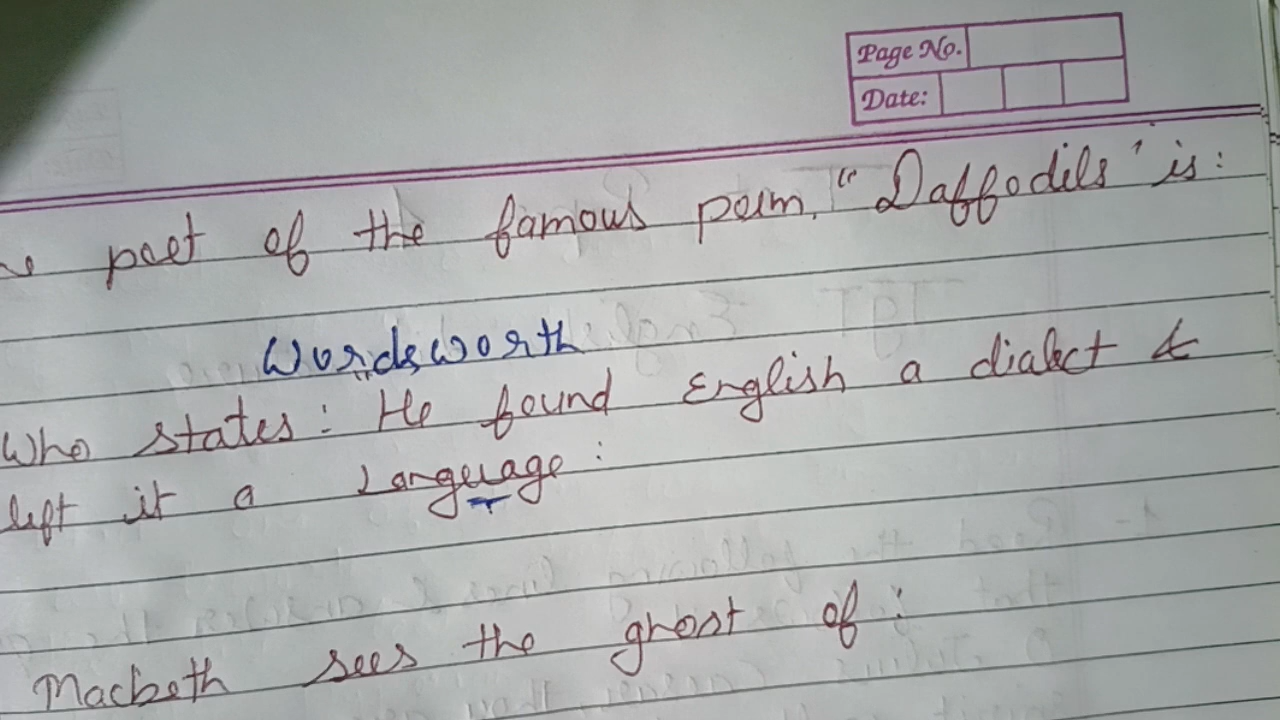 Page No.
Date:
poet of the famous poem. "Daffodils" is:
Wordsworth
Who states: He found English a dialect &
left it a Language:
Macbeth sees the ghost of: